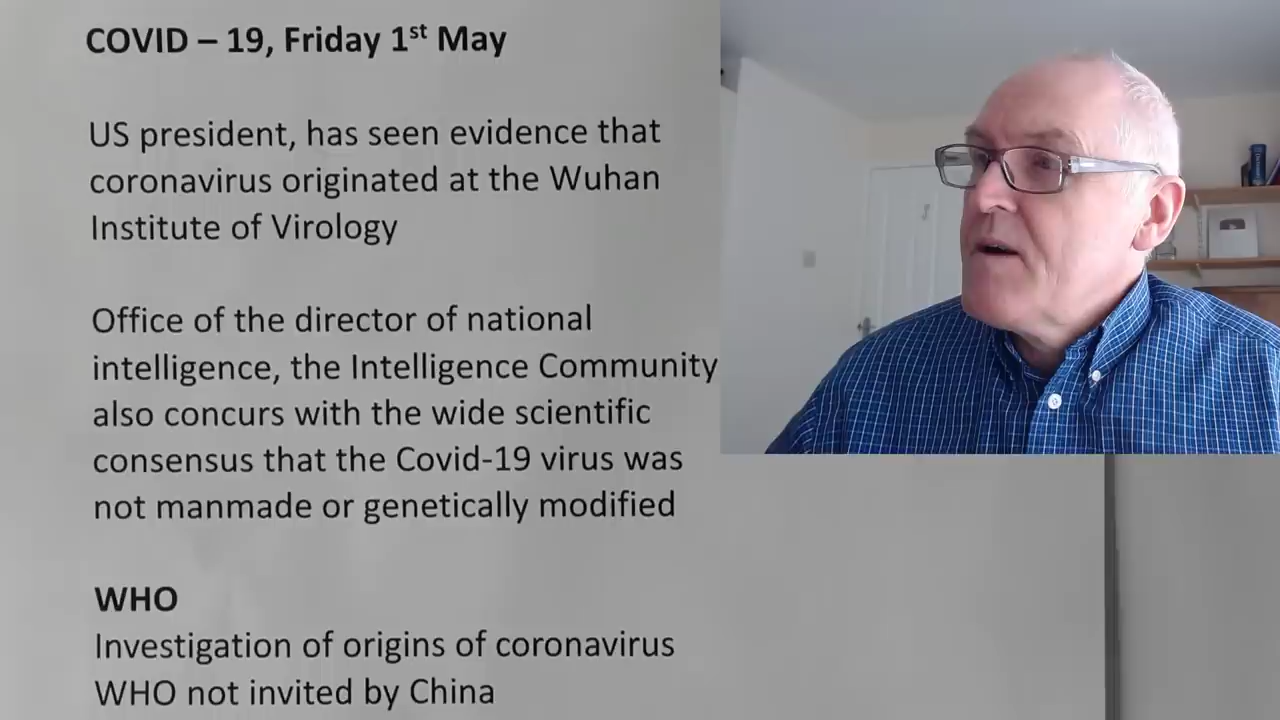 COVID – 19, Friday 1st May
US president, has seen evidence that
coronavirus originated at the Wuhan
Institute of Virology
Office of the director of national
intelligence, the Intelligence Community
also concurs with the wide scientific
consensus that the Covid-19 virus was
not manmade or genetically modified
WHO
Investigation of origins of coronavirus
WHO not invited by China